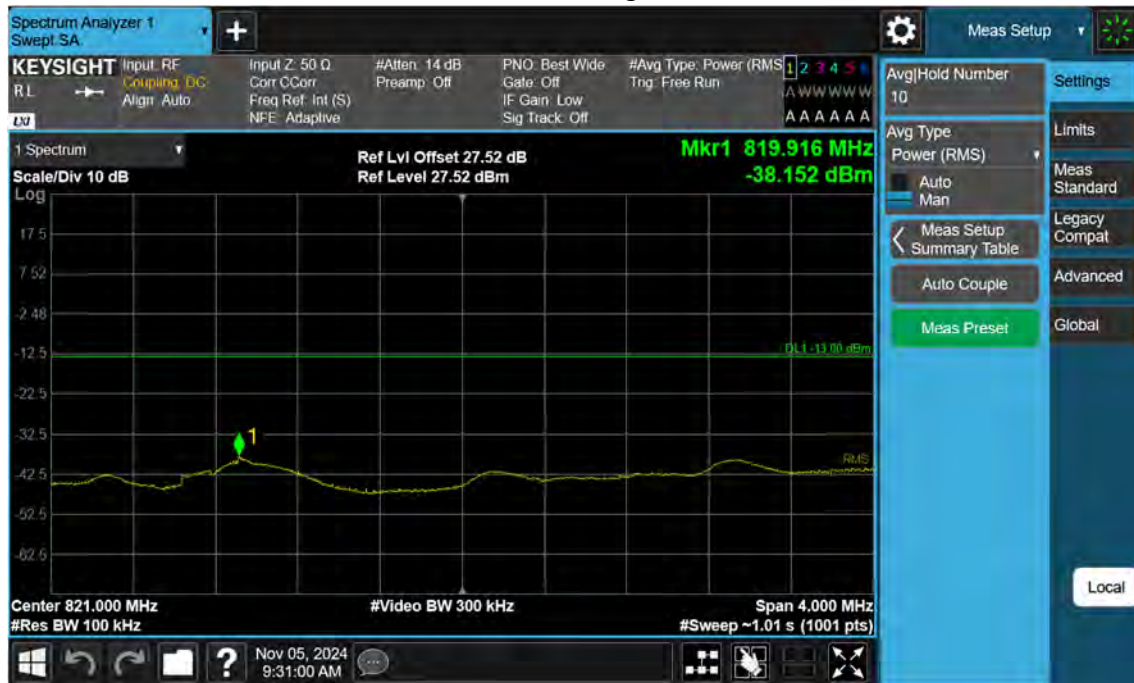 Spectrum Analyzer 1
Swept SA
+
Meas Setup
KEYSIGHT
RL
LXI
Input: RF
Coupling: DC
Align: Auto
Input Z: 50 Ω
Corr CCorr
Freq Ref: Int (S)
NFE: Adaptive
#Atten: 14 dB
Preamp: Off
PNO: Best Wide
Gate: Off
IF Gain: Low
Sig Track: Off
#Avg Type: Power (RMS
Trig: Free Run
1 2 3 4 5 6
A W W W W W
A A A A A A
1 Spectrum
Scale/Div 10 dB
Log
Ref Lvl Offset 27.52 dB
Ref Level 27.52 dBm
Mkr1 819.916 MHz
-38.152 dBm
17.5
7.52
-2.48
-12.5
-22.5
-32.5
-42.5
-52.5
-62.5
DL1 -13.00 dBm
1
RMS
Center 821.000 MHz
#Res BW 100 kHz
#Video BW 300 kHz
Span 4.000 MHz
#Sweep ~1.01 s (1001 pts)
Avg|Hold Number
10
Avg Type
Power (RMS)
Auto
Man
Meas Setup
Summary Table
Auto Couple
Meas Preset
Settings
Limits
Meas
Standard
Legacy
Compat
Advanced
Global
Local
?
Nov 05, 2024
9:31:00 AM